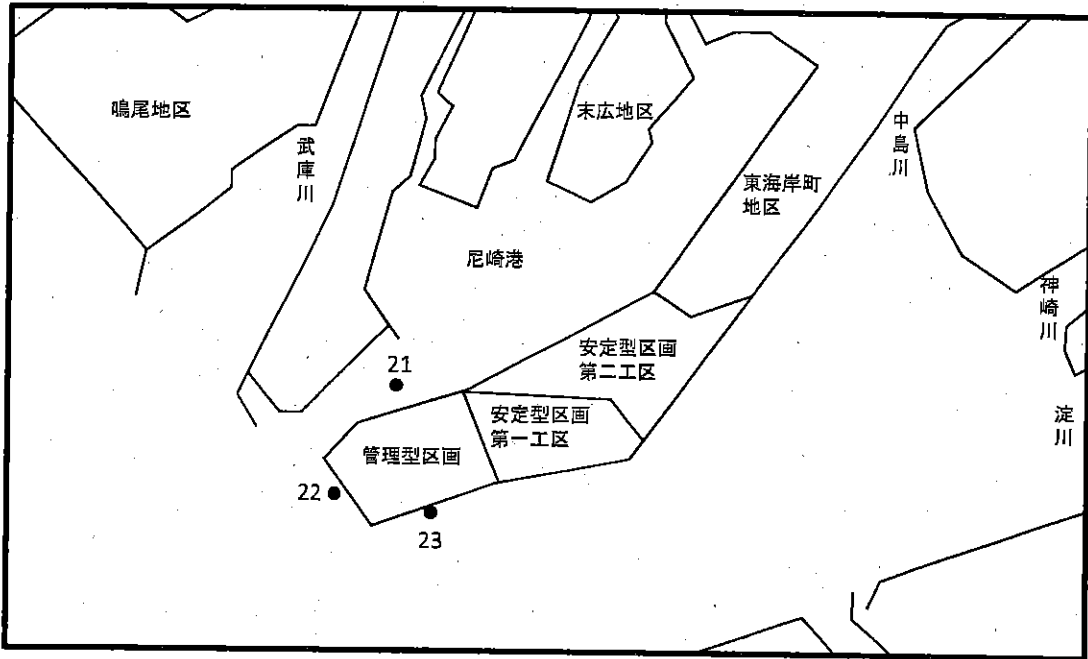 鳴尾地区
武庫川
末広地区
中島川
東海岸町
地区
尼崎港
神崎川
安定型区画
第二工区
21
安定型区画
第一工区
淀川
管理型区画
22
23